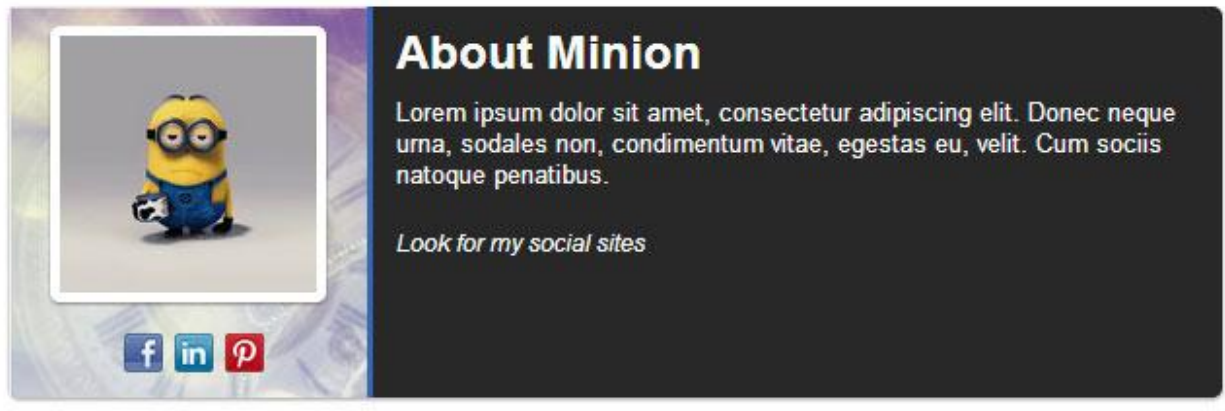 About Minion
Lorem ipsum dolor sit amet, consectetur adipiscing elit. Donec neque
urna, sodales non, condimentum vitae, egestas eu, velit. Cum sociis
natoque penatibus.
Look for my social sites
f in P